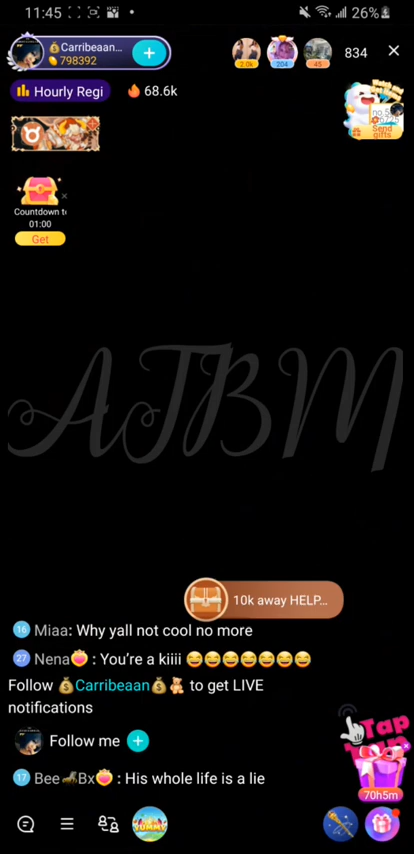 11:45
26%
💰Carribeaan...
798392
2.0k
204
45
834
Hourly Regi
🔥 68.6k
Send
gifts
Countdown t
01:00
Get
AJBM
10k away HELP...
16 Miaa: Why yall not cool no more
27 Nena🍑 : You're a kiiii 😂😂😂😂😂😂😂
Follow 💰Carribeaan💰🧸 to get LIVE
notifications
Follow me
17 Bee🐝Bx🍑 : His whole life is a lie
Tap
70h5m
YUMMY